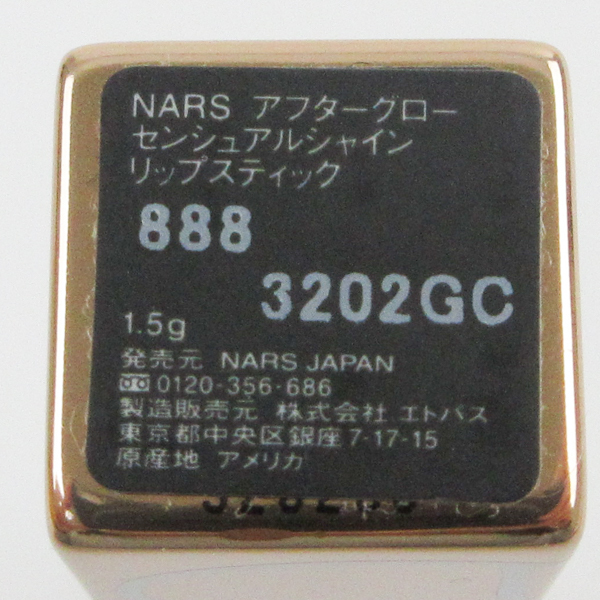 NARS アフターグロー
センシュアルシャイン
リップスティック
888
3202GC
1.5g
発売元 NARS JAPAN
0120-356-686
製造販売元 株式会社 エトバス
東京都中央区銀座7-17-15
原産地 アメリカ